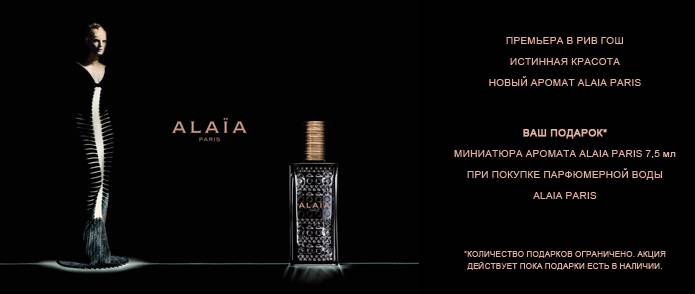 ALAÏA
PARIS
ALAÏA
ПРЕМЬЕРА В РИВ ГОШ
ИСТИННАЯ КРАСОТА
НОВЫЙ АРОМАТ ALAIA PARIS
ВАШ ПОДАРОК*
МИНИАТЮРА АРОМАТА ALAIA PARIS 7,5 мл
ПРИ ПОКУПКЕ ПАРФЮМЕРНОЙ ВОДЫ
ALAIA PARIS
*КОЛИЧЕСТВО ПОДАРКОВ ОГРАНИЧЕНО. АКЦИЯ
ДЕЙСТВУЕТ ПОКА ПОДАРКИ ЕСТЬ В НАЛИЧИИ.